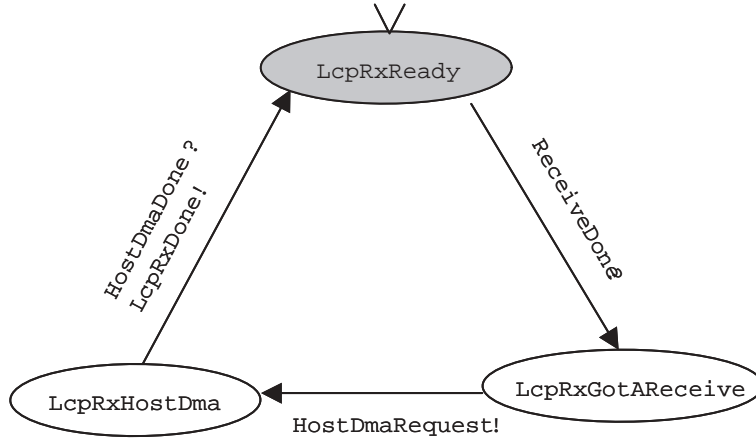 LcpRxReady
HostDmaDone?
LcpRxDone!
ReceiveDone?
LcpRxHostDma
LcpRxGotAReceive
HostDmaRequest!